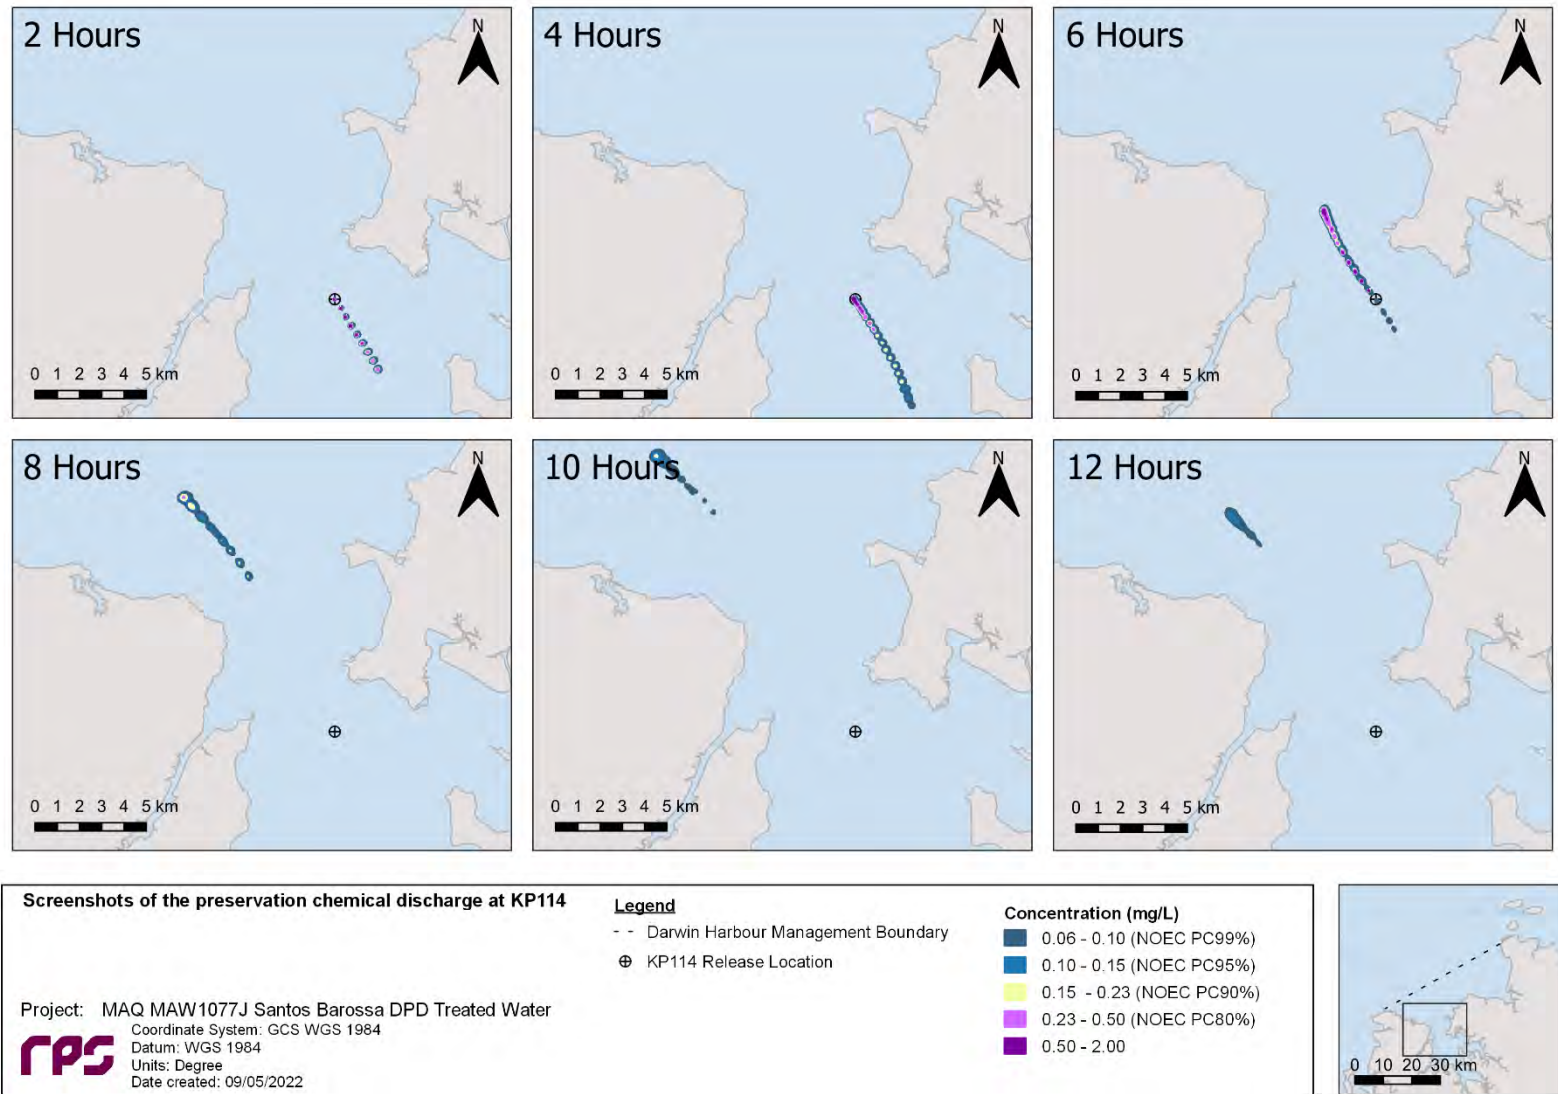 2 Hours
N
0 1 2 3 4 5 km
4 Hours
N
0 1 2 3 4 5 km
6 Hours
N
0 1 2 3 4 5 km
8 Hours
N
0 1 2 3 4 5 km
10 Hours
N
0 1 2 3 4 5 km
12 Hours
N
0 1 2 3 4 5 km
Screenshots of the preservation chemical discharge at KP114
Project: MAQ MAW1077J Santos Barossa DPD Treated Water
rps
Coordinate System: GCS WGS 1984
Datum: WGS 1984
Units: Degree
Date created: 09/05/2022
Legend
- - Darwin Harbour Management Boundary
KP114 Release Location
Concentration (mg/L)
0.06 - 0.10 (NOEC PC99%)
0.10 - 0.15 (NOEC PC95%)
0.15 - 0.23 (NOEC PC90%)
0.23 - 0.50 (NOEC PC80%)
0.50 - 2.00
0 10 20 30 km